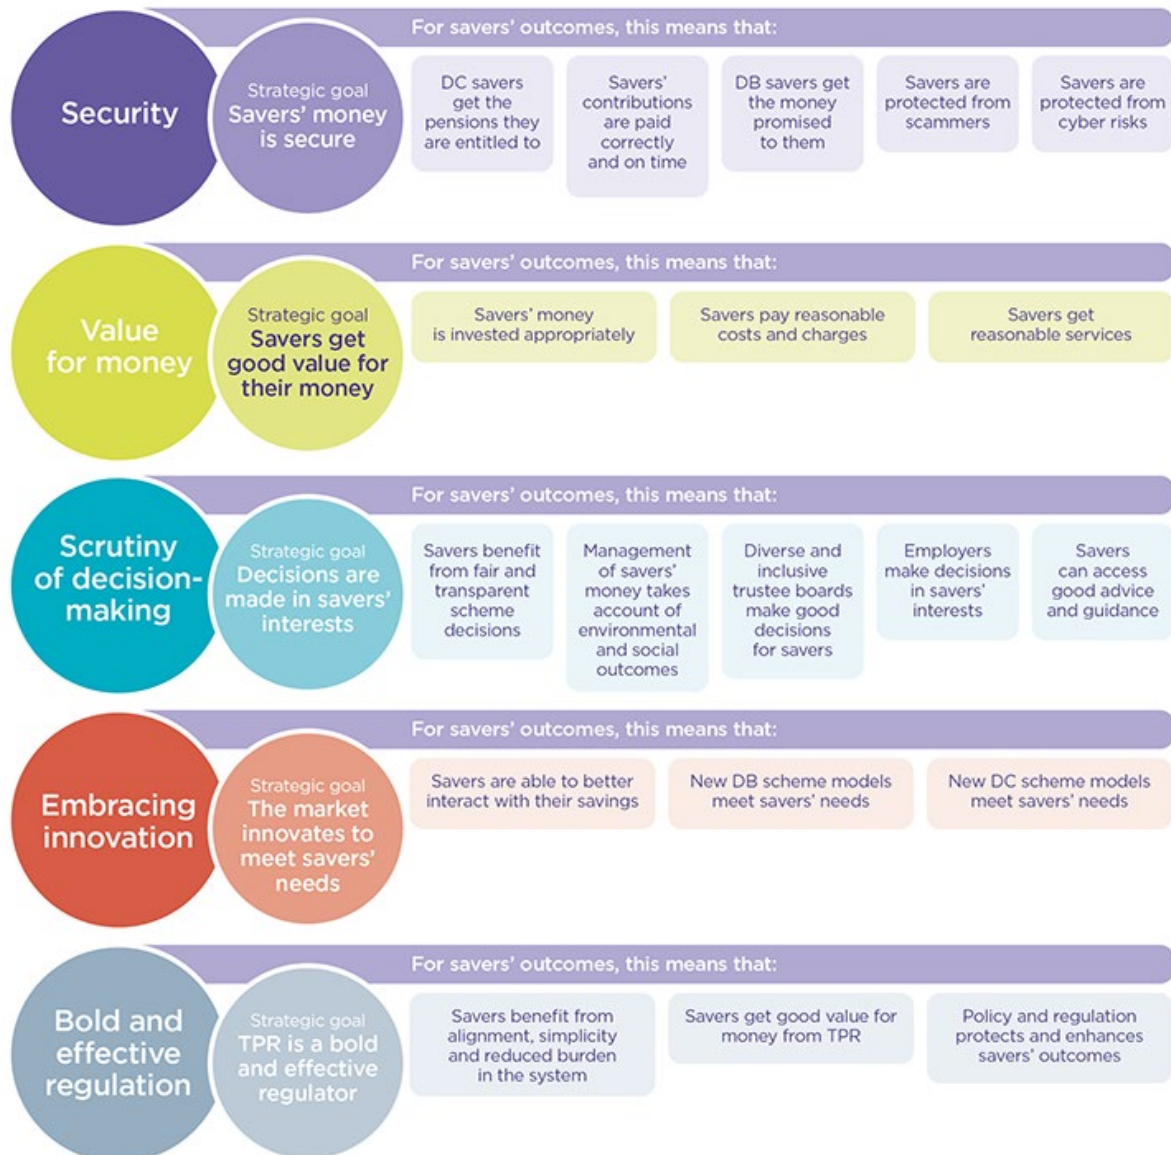 For savers' outcomes, this means that:
Security
Strategic goal
Savers' money
is secure
DC savers
get the
pensions they
are entitled to
Savers'
contributions
are paid
correctly
and on time
DB savers get
the money
promised
to them
Savers are
protected from
scammers
Savers are
protected from
cyber risks
For savers' outcomes, this means that:
Value
for money
Strategic goal
Savers get
good value for
their money
Savers' money
is invested appropriately
Savers pay reasonable
costs and charges
Savers get
reasonable services
For savers' outcomes, this means that:
Scrutiny
of decision-
making
Strategic goal
Decisions are
made in savers'
interests
Savers benefit
from fair and
transparent
scheme
decisions
Management
of savers'
money takes
account of
environmental
and social
outcomes
Diverse and
inclusive
trustee boards
make good
decisions
for savers
Employers
make decisions
in savers'
interests
Savers
can access
good advice
and guidance
For savers' outcomes, this means that:
Embracing
innovation
Strategic goal
The market
innovates to
meet savers'
needs
Savers are able to better
interact with their savings
New DB scheme models
meet savers' needs
New DC scheme models
meet savers' needs
For savers' outcomes, this means that:
Bold and
effective
regulation
Strategic goal
TPR is a bold
and effective
regulator
Savers benefit from
alignment, simplicity
and reduced burden
in the system
Savers get good value for
money from TPR
Policy and regulation
protects and enhances
savers' outcomes